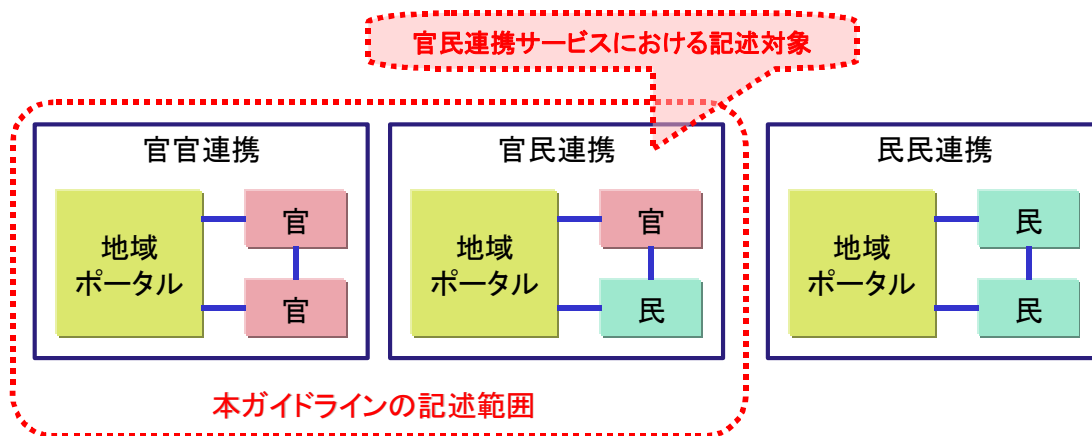 官民連携サービスにおける記述対象
官官連携
地域
ポータル
官
官
官民連携
地域
ポータル
官
民
民民連携
地域
ポータル
民
民
本ガイドラインの記述範囲